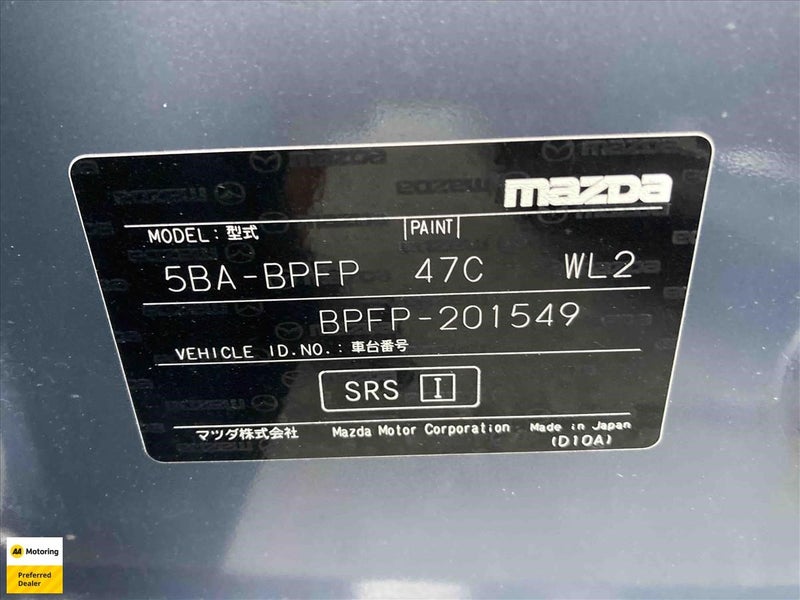 mazda
MODEL: 型式 PAINT
5BA-BPFP 47C WL2
BPFP-201549
VEHICLE ID.NO.: 車台番号
SRS I
マツダ株式会社 Mazda Motor Corporation Made in Japan
(D10A)
AA Motoring
Preferred
Dealer